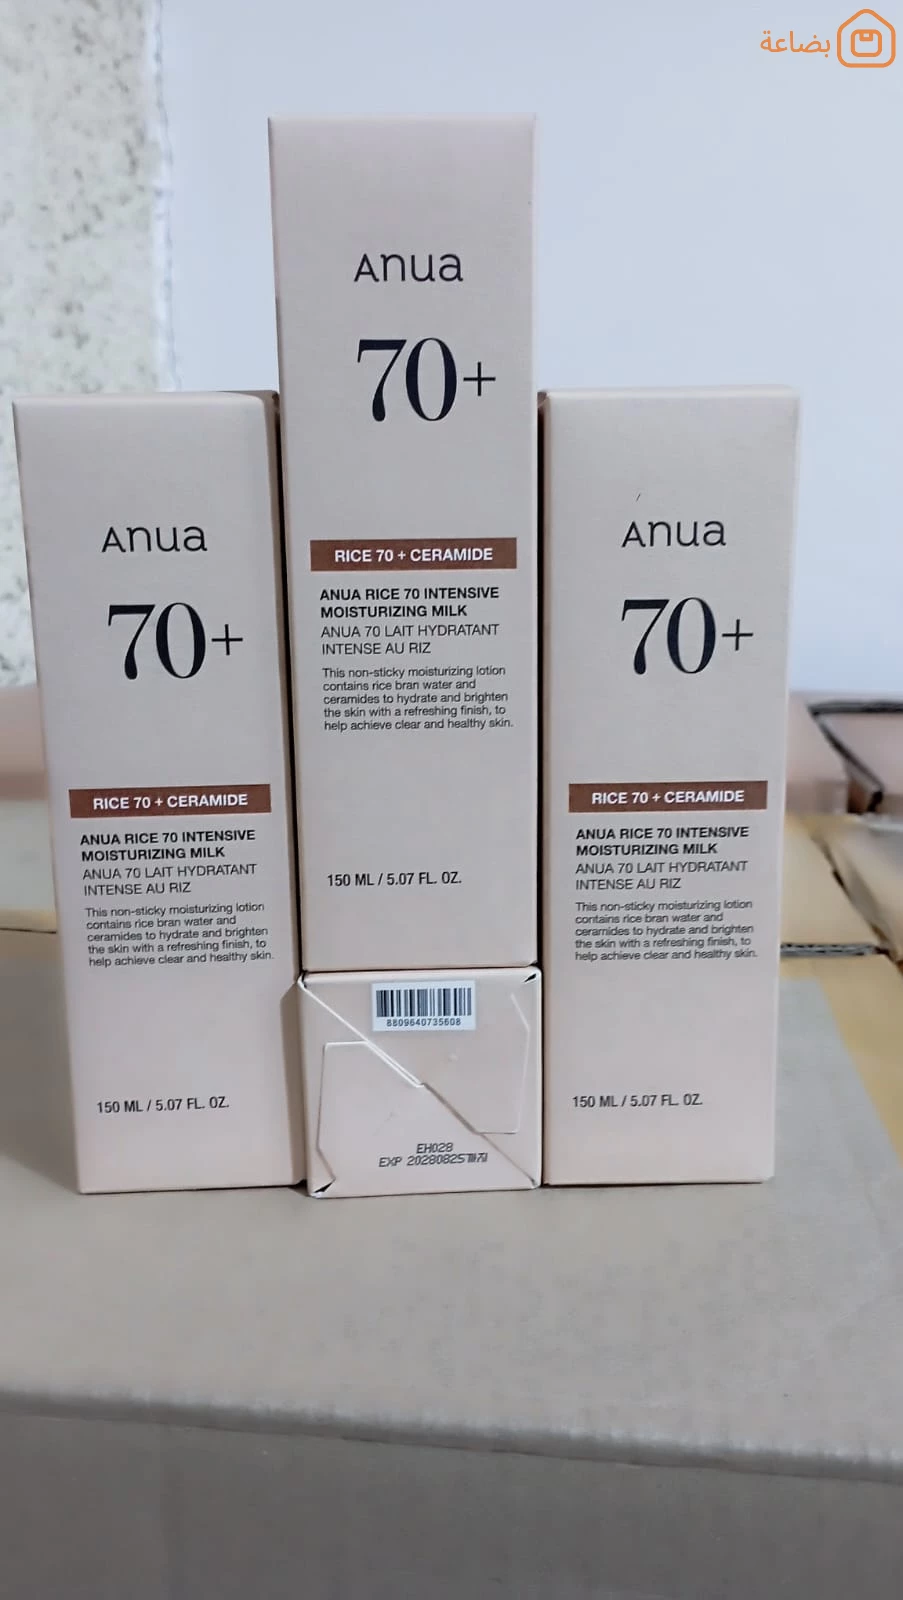 بضاعة
Anua
70+
RICE 70 + CERAMIDE
ANUA RICE 70 INTENSIVE
MOISTURIZING MILK
ANUA 70 LAIT HYDRATANT
INTENSE AU RIZ
This non-sticky moisturizing lotion
contains rice bran water and
ceramides to hydrate and brighten
the skin with a refreshing finish, to
help achieve clear and healthy skin.
150 ML / 5.07 FL. OZ.
Anua
70+
RICE 70 + CERAMIDE
ANUA RICE 70 INTENSIVE
MOISTURIZING MILK
ANUA 70 LAIT HYDRATANT
INTENSE AU RIZ
This non-sticky moisturizing lotion
contains rice bran water and
ceramides to hydrate and brighten
the skin with a refreshing finish, to
help achieve clear and healthy skin.
150 ML / 5.07 FL. OZ.
Anua
70+
RICE 70 + CERAMIDE
ANUA RICE 70 INTENSIVE
MOISTURIZING MILK
ANUA 70 LAIT HYDRATANT
INTENSE AU RIZ
This non-sticky moisturizing lotion
contains rice bran water and
ceramides to hydrate and brighten
the skin with a refreshing finish, to
help achieve clear and healthy skin.
150 ML / 5.07 FL. OZ.
8809640735608
EH028
EXP 20280825까지